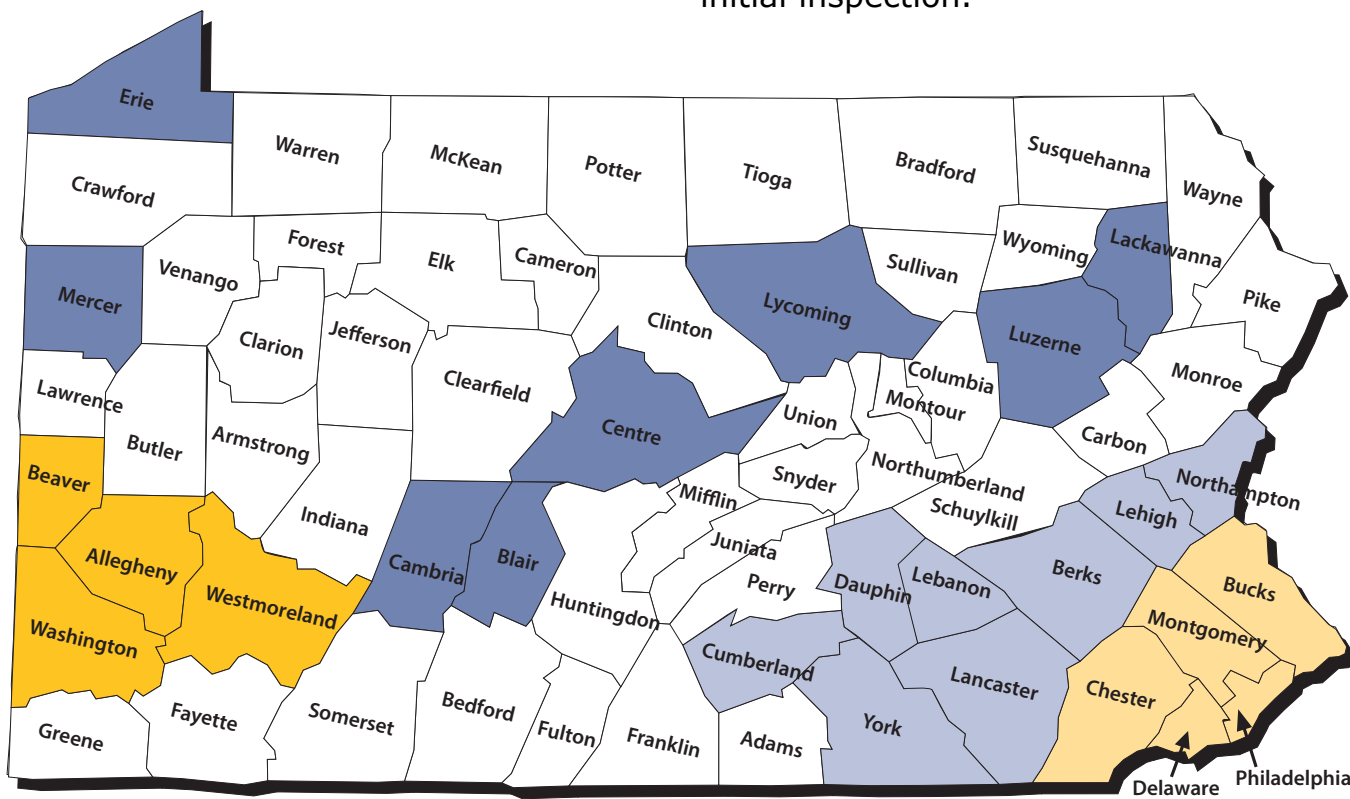 initial inspection.
Erie
Warren
McKean
Potter
Tioga
Bradford
Susquehanna
Wayne
Crawford
Forest
Elk
Cameron
Sullivan
Wyoming
Lackawanna
Venango
Mercer
Pike
Lycoming
Clinton
Luzerne
Jefferson
Clarion
Clearfield
Columbia
Monroe
Lawrence
Montour
Union
Centre
Carbon
Butler
Armstrong
Beaver
Snyder
Northumberland
Northampton
Mifflin
Schuylkill
Lehigh
Indiana
Juniata
Allegheny
Cambria
Blair
Perry
Dauphin
Lebanon
Berks
Bucks
Westmoreland
Huntingdon
Montgomery
Washington
Cumberland
Lancaster
Chester
Fayette
Somerset
Bedford
York
Greene
Fulton
Franklin
Adams
Delaware
Philadelphia